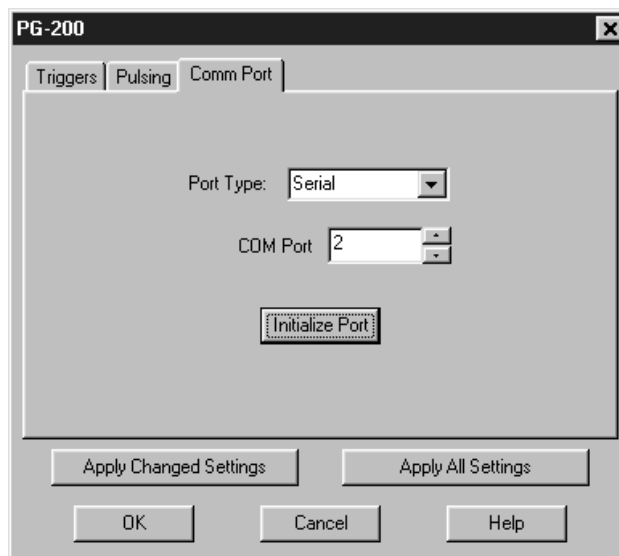 PG-200
Triggers Pulsing Comm Port
Port Type: Serial
COM Port 2
Initialize Port
Apply Changed Settings Apply All Settings
OK Cancel Help